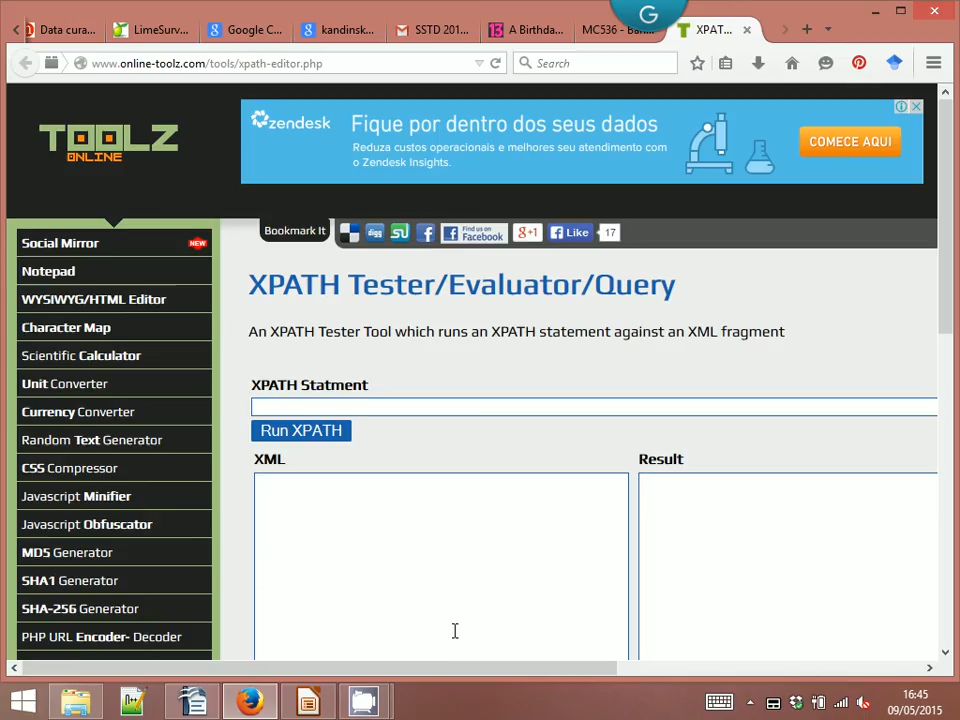 Data cura...
LimeSurv...
Google C...
kandinsk...
SSTD 201...
A Birthda...
XPAT...
www.online-toolz.com/tools/xpath-editor.php
Search
TOOLZ
ONLINE
zendesk
Fique por dentro dos seus dados
Reduza custos operacionais e melhores seu atendimento com
o Zendesk Insights.
COMECE AQUI
Bookmark It
digg
Find us on
Facebook
g+1
Like
17
Social Mirror
NEW
Notepad
WYSIWYG/HTML Editor
Character Map
Scientific Calculator
Unit Converter
Currency Converter
Random Text Generator
CSS Compressor
Javascript Minifier
Javascript Obfuscator
MD5 Generator
SHA1 Generator
SHA-256 Generator
PHP URL Encoder- Decoder
XPATH Tester/Evaluator/Query
An XPATH Tester Tool which runs an XPATH statement against an XML fragment
XPATH Statment
Run XPATH
XML
Result
16:45
09/05/2015